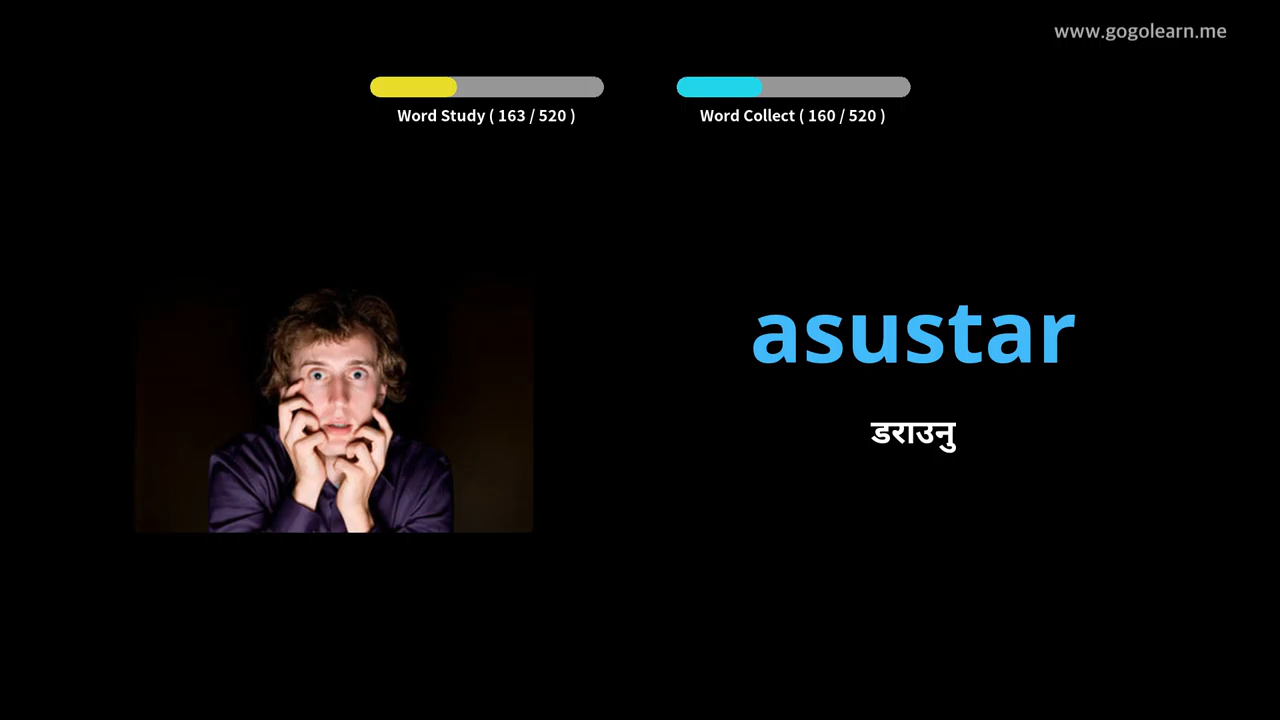 www.gogolearn.me
Word Study ( 163 / 520 )
Word Collect ( 160 / 520 )
asustar
डराउनु